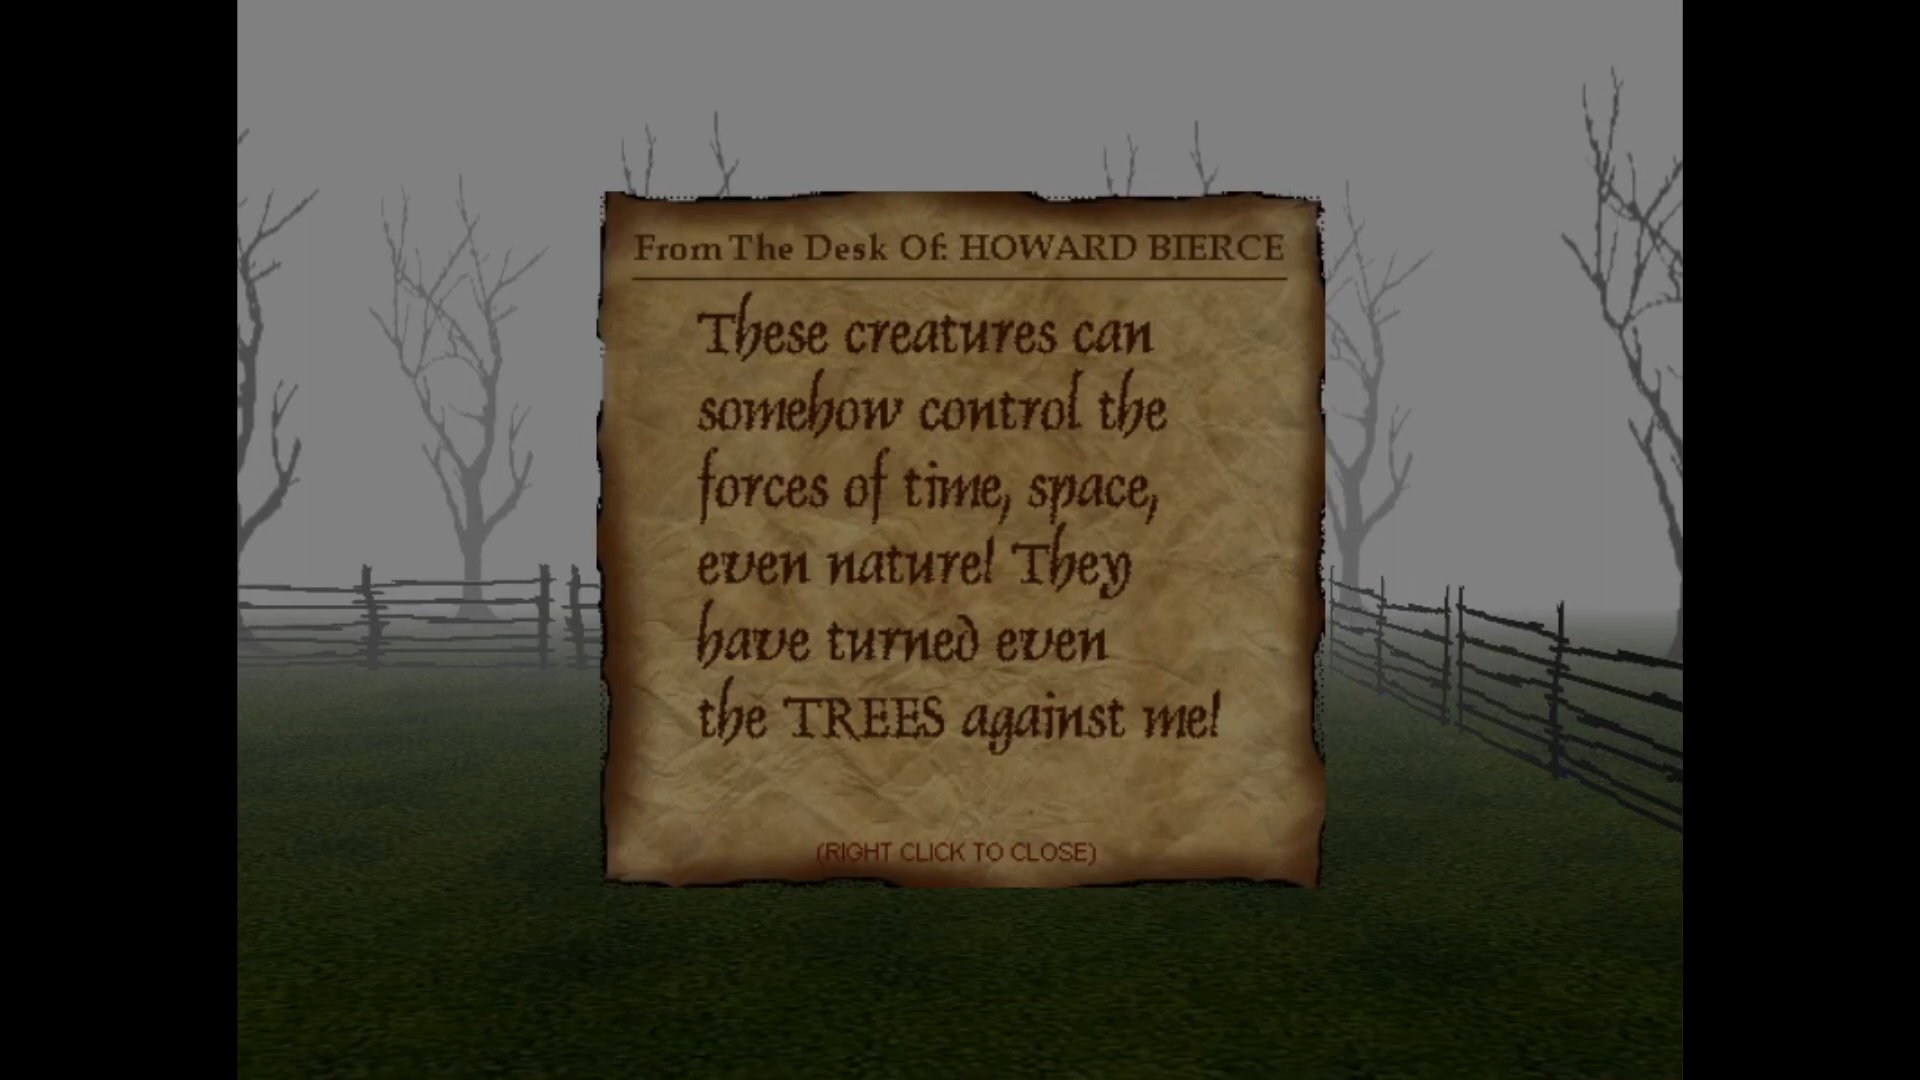 From The Desk Of: HOWARD BIERCE
These creatures can
somehow control the
forces of time, space,
even nature! They
have turned even
the TREES against me!
(RIGHT CLICK TO CLOSE)